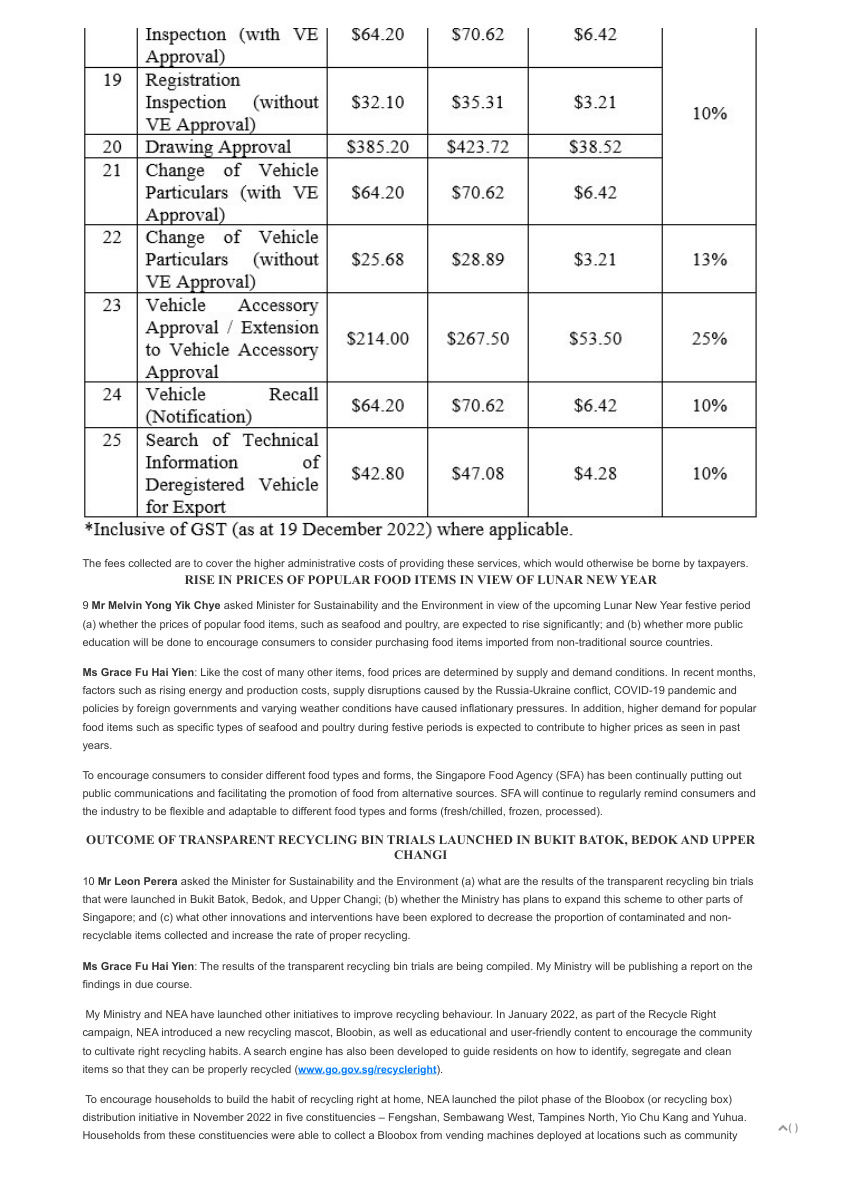 Inspection (with VE Approval) $64.20 $70.62 $6.42
19 Registration Inspection (without VE Approval) $32.10 $35.31 $3.21 10%
20 Drawing Approval $385.20 $423.72 $38.52
21 Change of Vehicle Particulars (with VE Approval) $64.20 $70.62 $6.42
22 Change of Vehicle Particulars (without VE Approval) $25.68 $28.89 $3.21 13%
23 Vehicle Accessory Approval / Extension to Vehicle Accessory Approval $214.00 $267.50 $53.50 25%
24 Vehicle Recall (Notification) $64.20 $70.62 $6.42 10%
25 Search of Technical Information of Deregistered Vehicle for Export $42.80 $47.08 $4.28 10%
*Inclusive of GST (as at 19 December 2022) where applicable.
The fees collected are to cover the higher administrative costs of providing these services, which would otherwise be borne by taxpayers.
RISE IN PRICES OF POPULAR FOOD ITEMS IN VIEW OF LUNAR NEW YEAR
9 Mr Melvin Yong Yik Chye asked Minister for Sustainability and the Environment in view of the upcoming Lunar New Year festive period
(a) whether the prices of popular food items, such as seafood and poultry, are expected to rise significantly; and (b) whether more public
education will be done to encourage consumers to consider purchasing food items imported from non-traditional source countries.
Ms Grace Fu Hai Yien: Like the cost of many other items, food prices are determined by supply and demand conditions. In recent months,
factors such as rising energy and production costs, supply disruptions caused by the Russia-Ukraine conflict, COVID-19 pandemic and
policies by foreign governments and varying weather conditions have caused inflationary pressures. In addition, higher demand for popular
food items such as specific types of seafood and poultry during festive periods is expected to contribute to higher prices as seen in past
years.
To encourage consumers to consider different food types and forms, the Singapore Food Agency (SFA) has been continually putting out
public communications and facilitating the promotion of food from alternative sources. SFA will continue to regularly remind consumers and
the industry to be flexible and adaptable to different food types and forms (fresh/chilled, frozen, processed).
OUTCOME OF TRANSPARENT RECYCLING BIN TRIALS LAUNCHED IN BUKIT BATOK, BEDOK AND UPPER
CHANGI
10 Mr Leon Perera asked the Minister for Sustainability and the Environment (a) what are the results of the transparent recycling bin trials
that were launched in Bukit Batok, Bedok, and Upper Changi; (b) whether the Ministry has plans to expand this scheme to other parts of
Singapore; and (c) what other innovations and interventions have been explored to decrease the proportion of contaminated and non-
recyclable items collected and increase the rate of proper recycling.
Ms Grace Fu Hai Yien: The results of the transparent recycling bin trials are being compiled. My Ministry will be publishing a report on the
findings in due course.
My Ministry and NEA have launched other initiatives to improve recycling behaviour. In January 2022, as part of the Recycle Right
campaign, NEA introduced a new recycling mascot, Bloobin, as well as educational and user-friendly content to encourage the community
to cultivate right recycling habits. A search engine has also been developed to guide residents on how to identify, segregate and clean
items so that they can be properly recycled (www.go.gov.sg/recycleright).
To encourage households to build the habit of recycling right at home, NEA launched the pilot phase of the Bloobox (or recycling box)
distribution initiative in November 2022 in five constituencies – Fengshan, Sembawang West, Tampines North, Yio Chu Kang and Yuhua.
Households from these constituencies were able to collect a Bloobox from vending machines deployed at locations such as community
( )